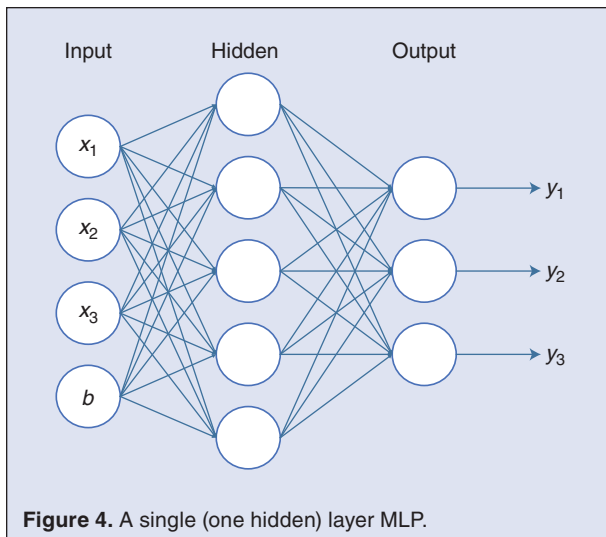 Input Hidden Output
x1
x2
x3
b
y1
y2
y3
Figure 4. A single (one hidden) layer MLP.